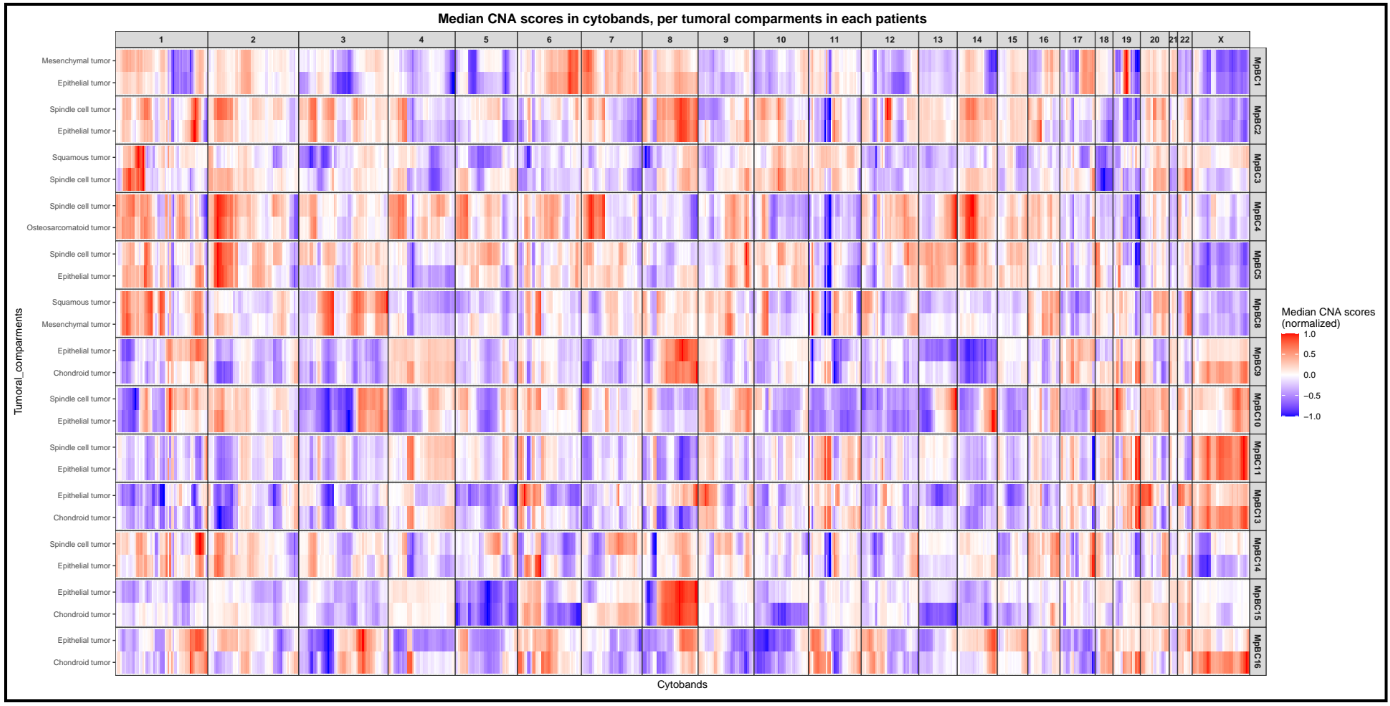 Median CNA scores in cytobands, per tumoral comparments in each patients
1 2 3 4 5 6 7 8 9 10 11 12 13 14 15 16 17 18 19 20 21 22 X
Mesenchymal tumor
Epithelial tumor
MpBC1
Spindle cell tumor
Epithelial tumor
MpBC2
Squamous tumor
Spindle cell tumor
MpBC3
Spindle cell tumor
Osteosarcomatoid tumor
MpBC4
Spindle cell tumor
Epithelial tumor
MpBC5
Squamous tumor
Mesenchymal tumor
MpBC8
Epithelial tumor
Chondroid tumor
MpBC9
Spindle cell tumor
Epithelial tumor
MpBC10
Spindle cell tumor
Epithelial tumor
MpBC11
Epithelial tumor
Chondroid tumor
MpBC13
Spindle cell tumor
Epithelial tumor
MpBC14
Epithelial tumor
Chondroid tumor
MpBC15
Epithelial tumor
Chondroid tumor
MpBC16
Tumoral_comparments
Cytobands
Median CNA scores
(normalized)
1.0
0.5
0.0
−0.5
−1.0